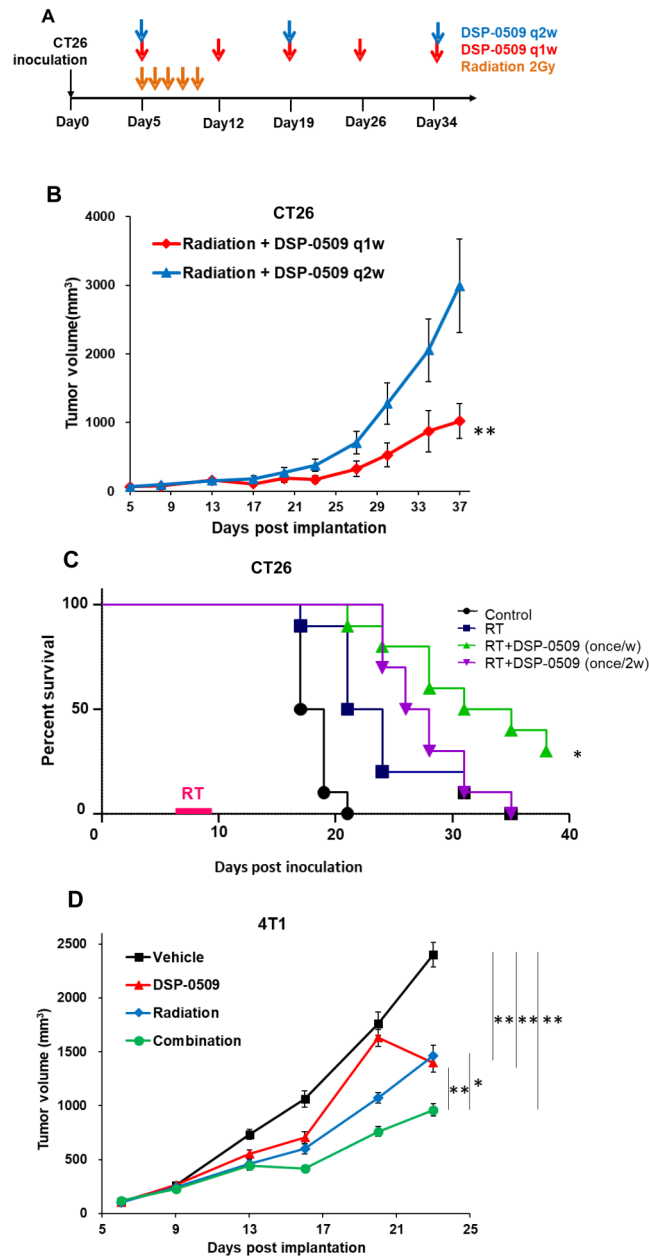 A
CT26
inoculation
DSP-0509 q2w
DSP-0509 q1w
Radiation 2Gy
Day0 Day5 Day12 Day19 Day26 Day34
B
CT26
4000
3000
2000
1000
0
Tumor volume(mm³)
Radiation + DSP-0509 q1w
Radiation + DSP-0509 q2w
**
5 9 13 17 21 25 29 33 37
Days post implantation
C
CT26
100
50
0
Percent survival
Control
RT
RT+DSP-0509 (once/w)
RT+DSP-0509 (once/2w)
*
RT
0 10 20 30 40
Days post inoculation
D
4T1
2500
2000
1500
1000
500
0
Tumor volume (mm³)
Vehicle
DSP-0509
Radiation
Combination
** ** **
** *
5 9 13 17 21 25
Days post implantation